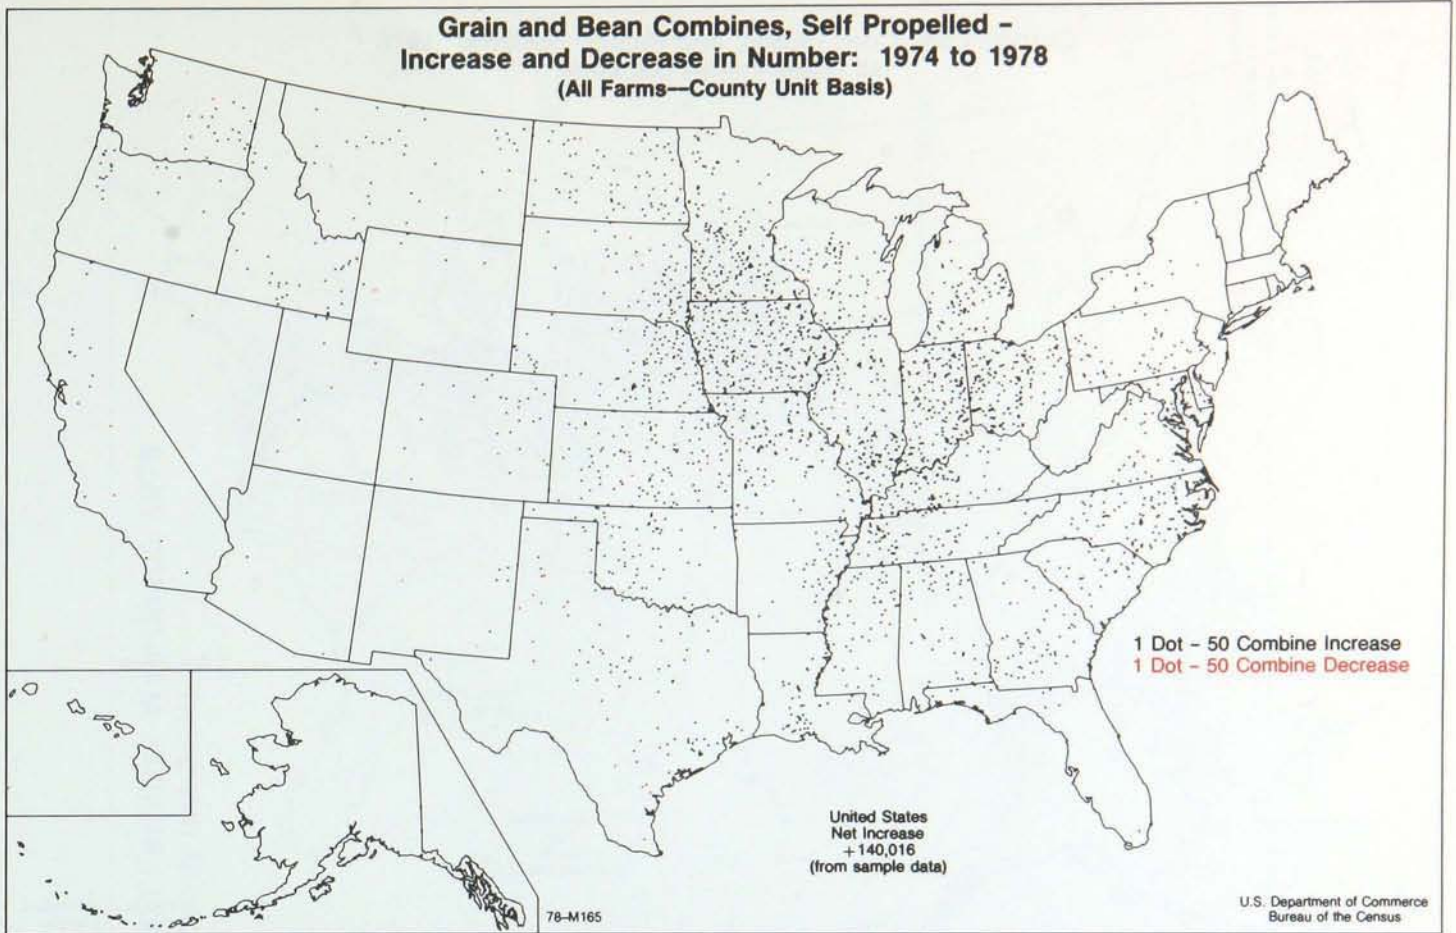 Grain and Bean Combines, Self Propelled –
Increase and Decrease in Number: 1974 to 1978
(All Farms—County Unit Basis)
1 Dot – 50 Combine Increase
1 Dot – 50 Combine Decrease
United States
Net Increase
+140,016
(from sample data)
78–M165
U.S. Department of Commerce
Bureau of the Census